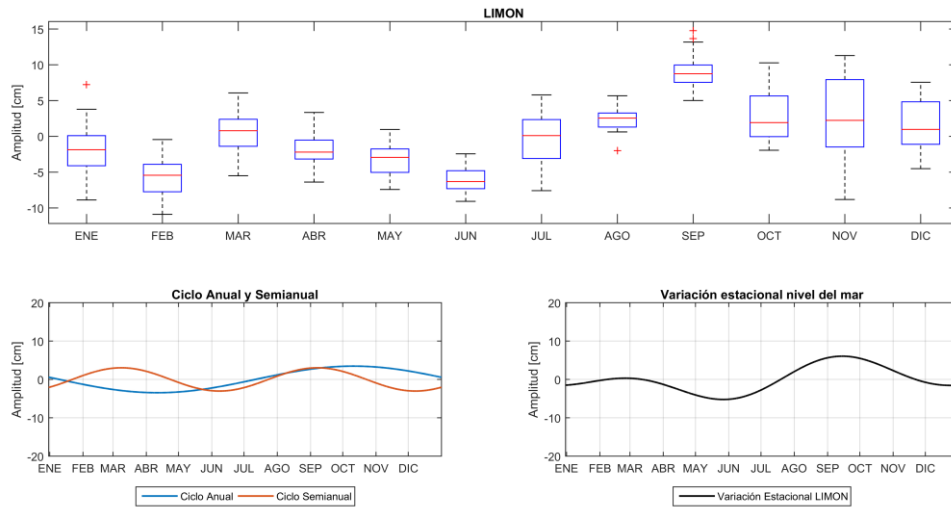 LIMON
Amplitud [cm]
15
10
5
0
-5
-10
ENE FEB MAR ABR MAY JUN JUL AGO SEP OCT NOV DIC
Ciclo Anual y Semianual
Amplitud [cm]
20
10
0
-10
-20
ENE FEB MAR ABR MAY JUN JUL AGO SEP OCT NOV DIC
Ciclo Anual Ciclo Semianual
Variación estacional nivel del mar
Amplitud [cm]
20
10
0
-10
-20
ENE FEB MAR ABR MAY JUN JUL AGO SEP OCT NOV DIC
Variación Estacional LIMON